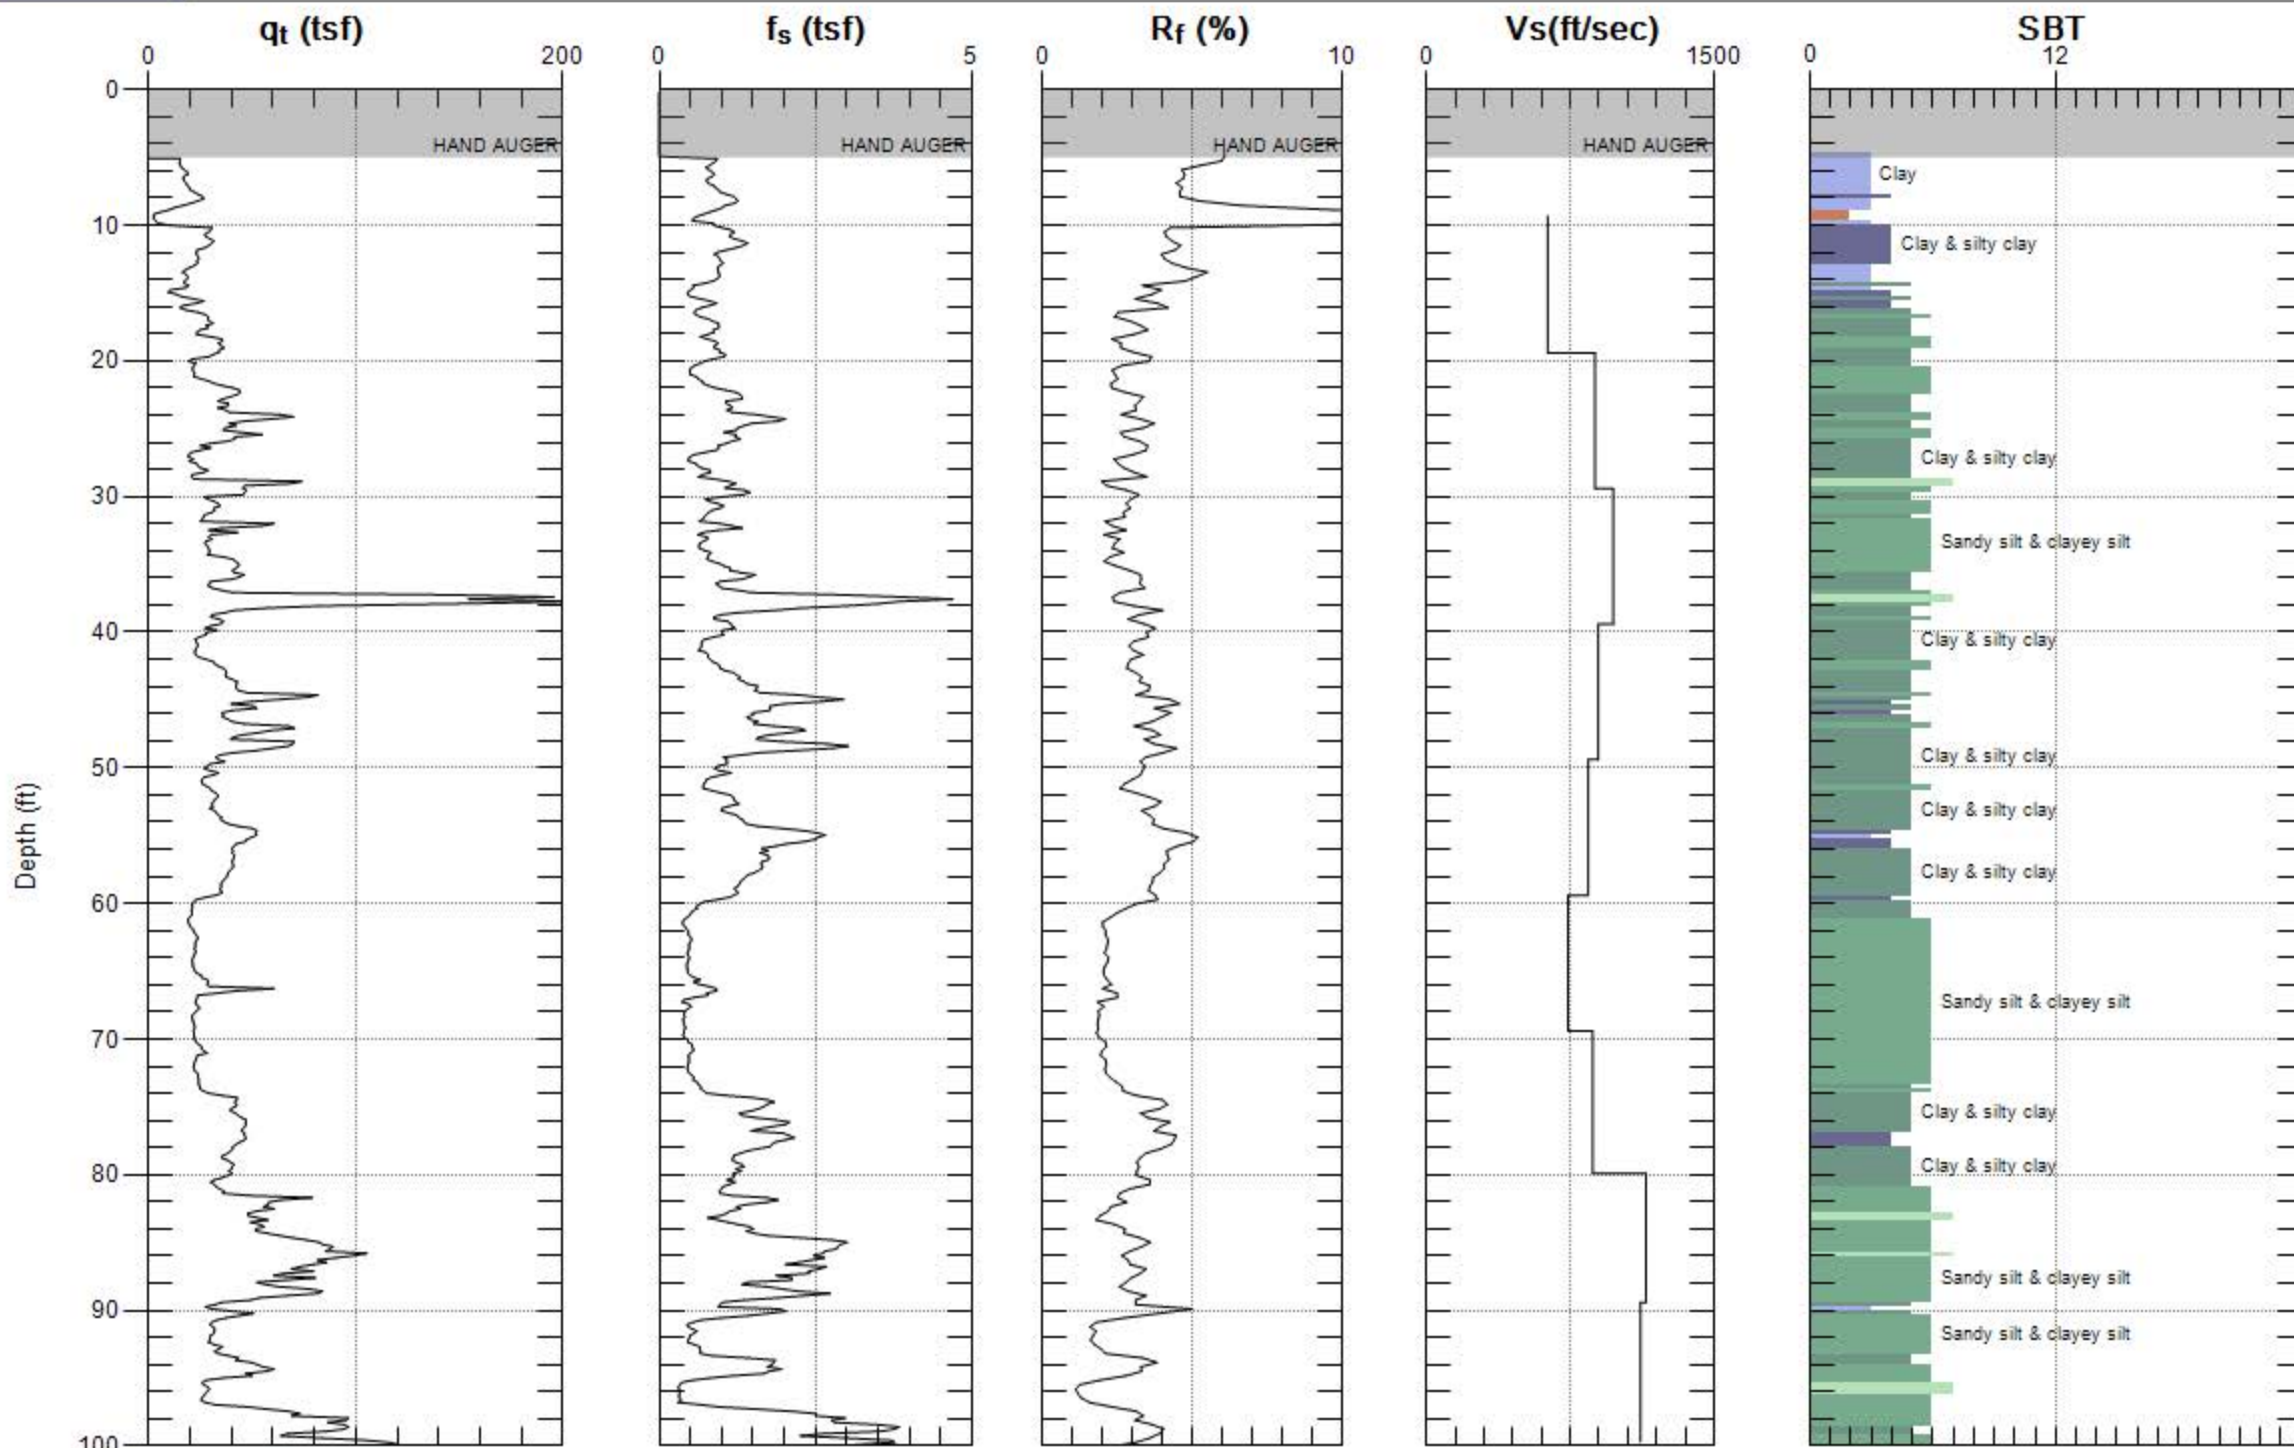 qt (tsf) fs (tsf) Rf (%) Vs(ft/sec) SBT
0 200 0 5 0 10 0 1500 0 12
0
HAND AUGER HAND AUGER HAND AUGER HAND AUGER
Clay
10
Clay & silty clay
20
Clay & silty clay
30
Sandy silt & clayey silt
40
Clay & silty clay
Clay & silty clay
50
Clay & silty clay
Depth (ft)
Clay & silty clay
60
Sandy silt & clayey silt
70
Clay & silty clay
80
Clay & silty clay
Sandy silt & clayey silt
90
Sandy silt & clayey silt
100